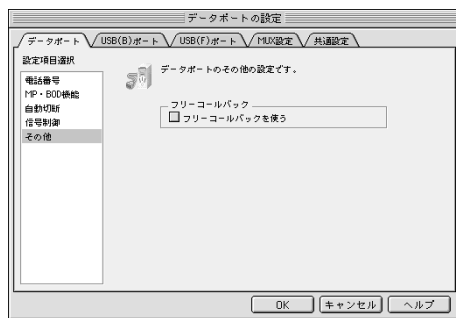 データポートの設定
データポート
USB(B)ポート
USB(F)ポート
MUX設定
共通設定
設定項目選択
電話番号
MP・BOD機能
自動切断
信号制御
その他
データポートのその他の設定です。
フリーコールバック
フリーコールバックを使う
OK
キャンセル
ヘルプ